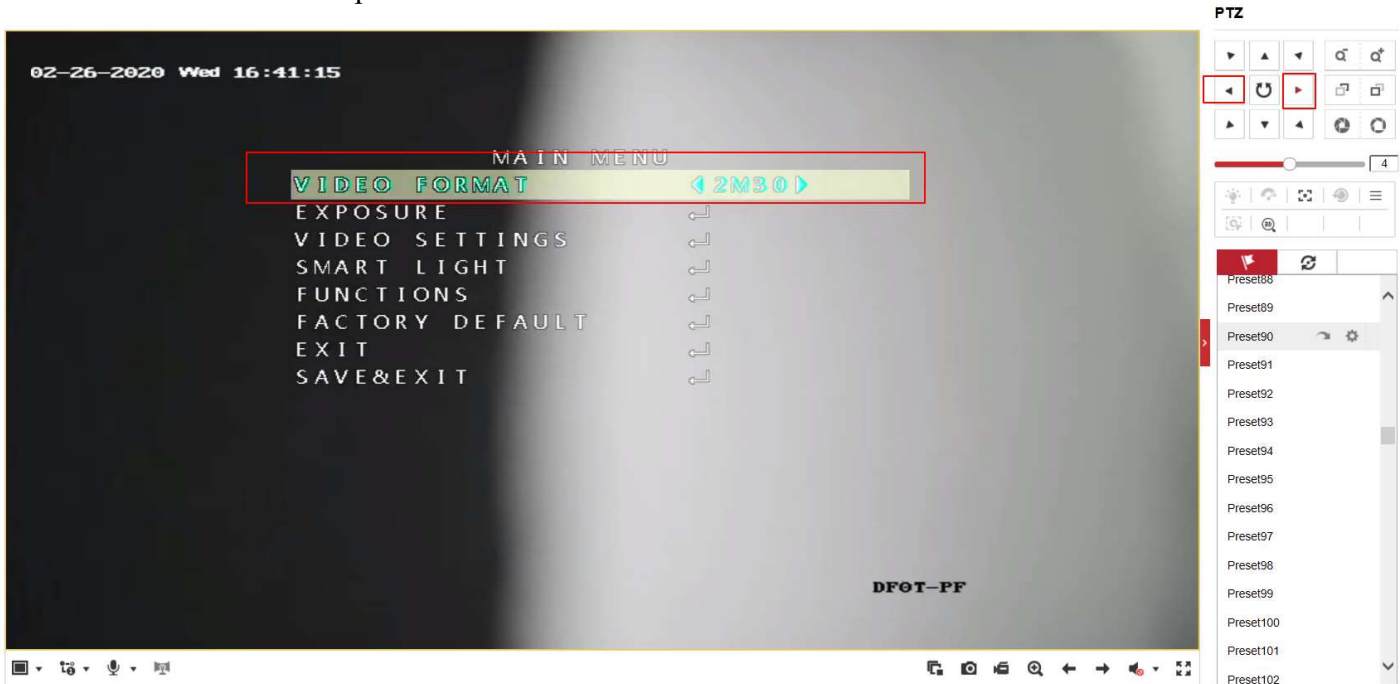 PTZ
02-26-2020 Wed 16:41:15
MAIN MENU
VIDEO FORMAT 2M30
EXPOSURE
VIDEO SETTINGS
SMART LIGHT
FUNCTIONS
FACTORY DEFAULT
EXIT
SAVE&EXIT
DF0T-PF
4
Preset88
Preset89
Preset90
Preset91
Preset92
Preset93
Preset94
Preset95
Preset96
Preset97
Preset98
Preset99
Preset100
Preset101
Preset102